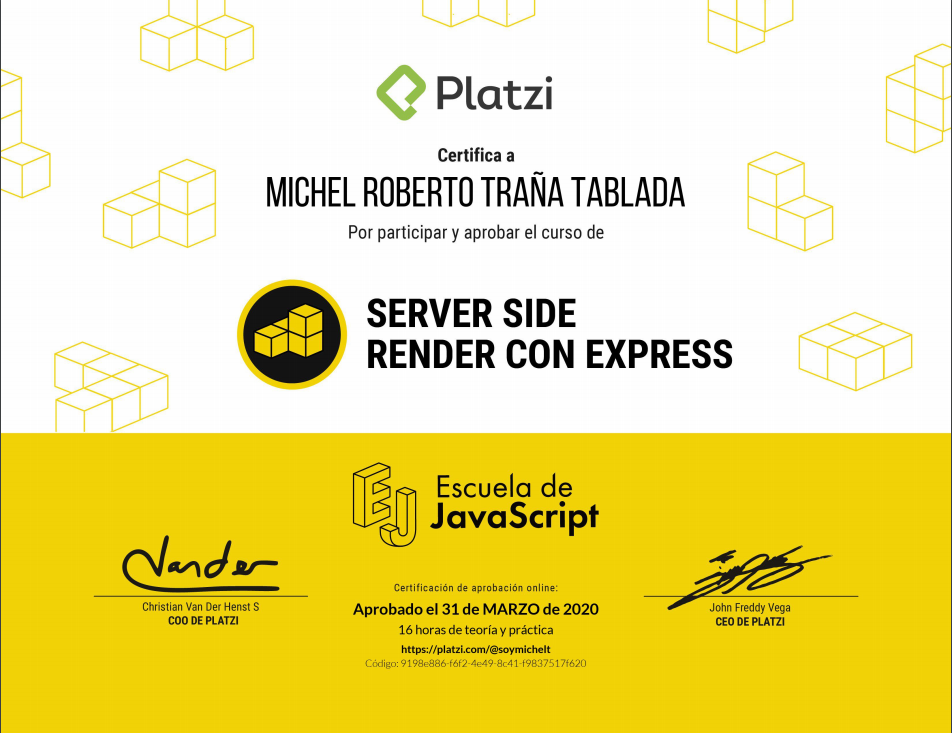 Platzi
Certifica a
MICHEL ROBERTO TRAÑA TABLADA
Por participar y aprobar el curso de
SERVER SIDE
RENDER CON EXPRESS
EJ
Escuela de
JavaScript
Vander
Christian Van Der Henst S
COO DE PLATZI
Certificación de aprobación online:
Aprobado el 31 de MARZO de 2020
16 horas de teoría y práctica
https://platzi.com/@soymichelt
Código: 9198e886-f6f2-4e49-8c41-f9837517f620
John Freddy Vega
CEO DE PLATZI